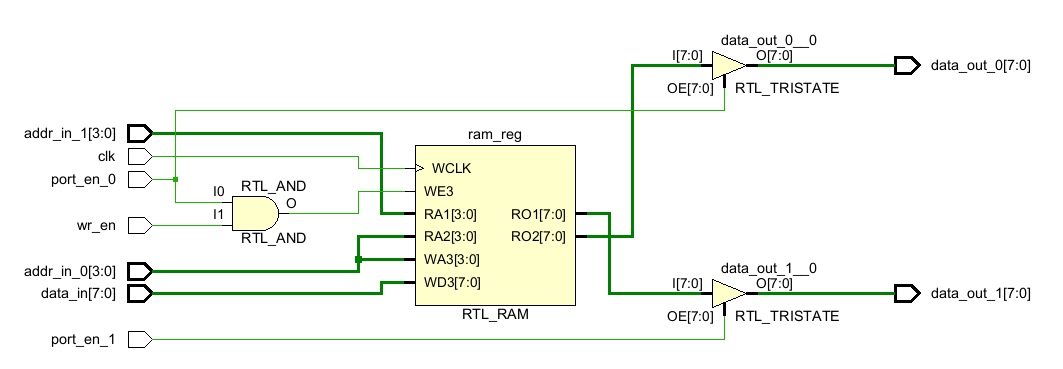 data_out_0__0
I[7:0]
O[7:0]
data_out_0[7:0]
OE[7:0]
RTL_TRISTATE
addr_in_1[3:0]
ram_reg
clk
WCLK
port_en_0
RTL_AND
I0
WE3
O
I1
RA1[3:0]
RO1[7:0]
wr_en
RTL_AND
RA2[3:0]
RO2[7:0]
WA3[3:0]
addr_in_0[3:0]
data_out_1__0
WD3[7:0]
I[7:0]
O[7:0]
data_in[7:0]
data_out_1[7:0]
RTL_RAM
OE[7:0]
RTL_TRISTATE
port_en_1